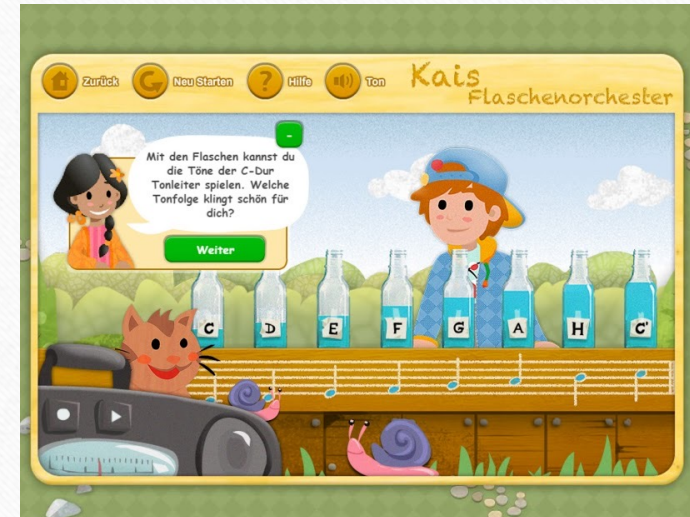 Zurück Neu Starten Hilfe Ton
Kais
Flaschenorchester
-
Mit den Flaschen kannst du
die Töne der C-Dur
Tonleiter spielen. Welche
Tonfolge klingt schön für
dich?
Weiter
C D E F G A H C'